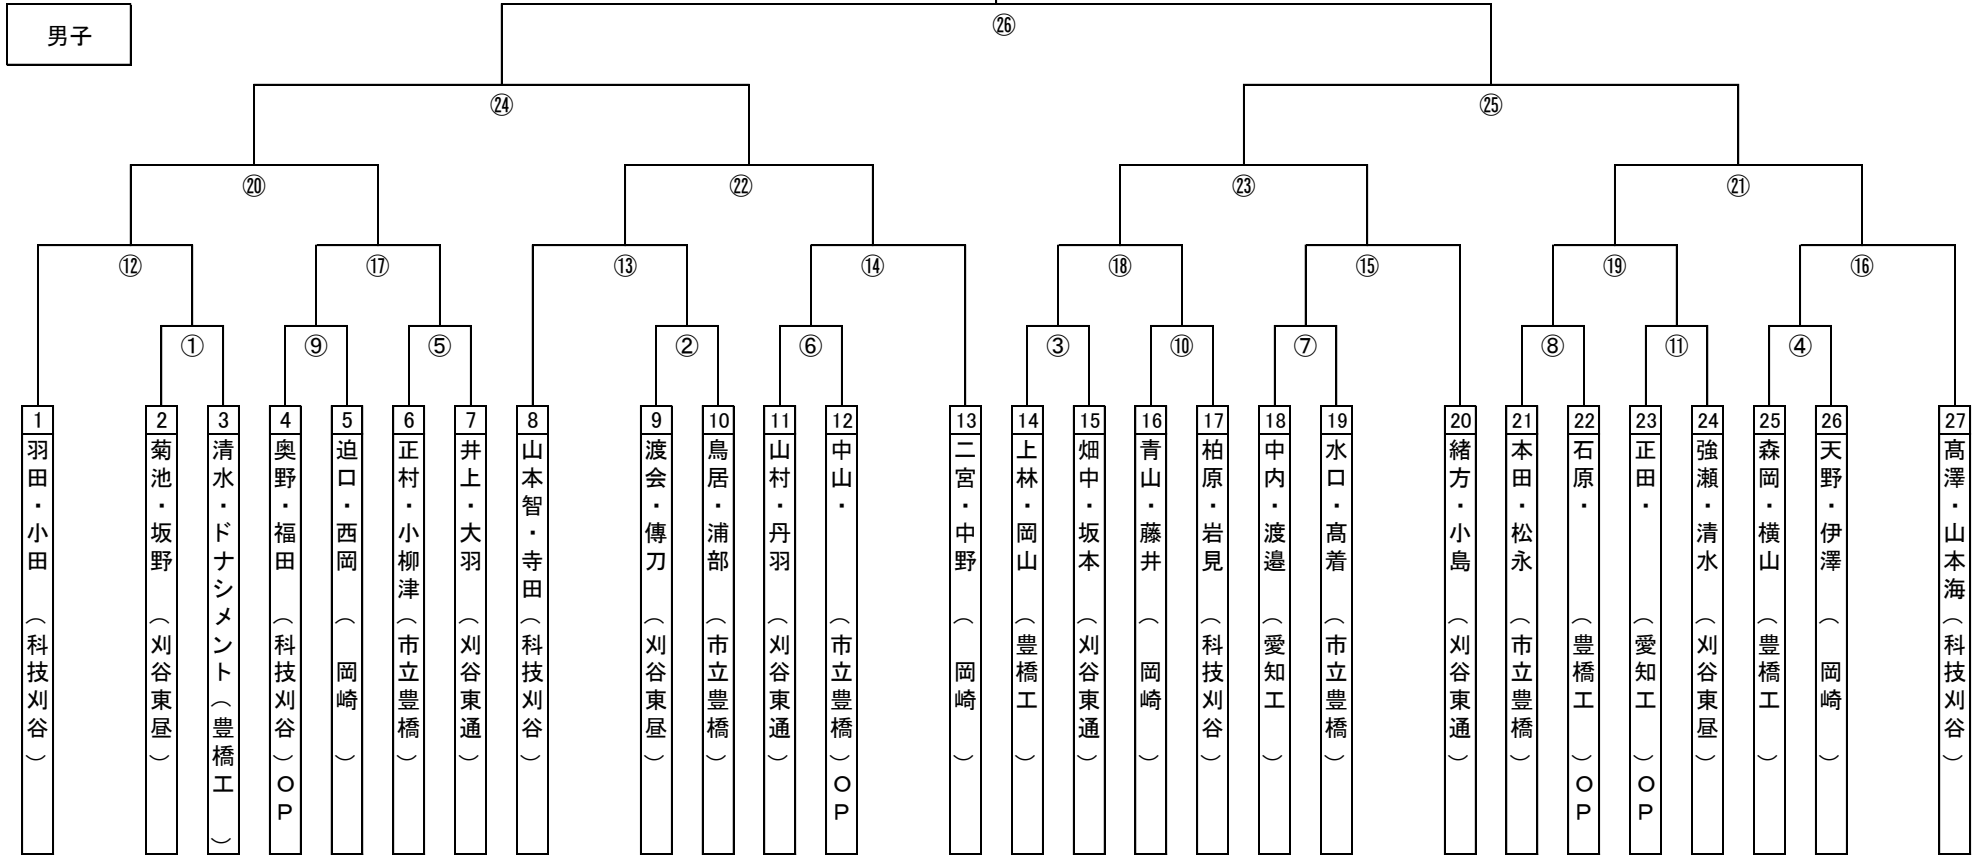 男子
㉖
㉔
㉕
⑳
㉒
㉓
㉑
⑫
⑰
⑬
⑭
⑱
⑮
⑲
⑯
①
⑨
⑤
②
⑥
③
⑩
⑦
⑧
⑪
④
1 羽田・小田（科技刈谷）
2 菊池・坂野（刈谷東昼）
3 清水・ドナシメント（豊橋工）
4 奥野・福田（科技刈谷）ＯＰ
5 迫口・西岡（岡崎）
6 正村・小柳津（市立豊橋）
7 井上・大羽（刈谷東通）
8 山本智・寺田（科技刈谷）
9 渡会・傳刀（刈谷東昼）
10 鳥居・浦部（市立豊橋）
11 山村・丹羽（刈谷東通）
12 中山・（市立豊橋）ＯＰ
13 二宮・中野（岡崎）
14 上林・岡山（豊橋工）
15 畑中・坂本（刈谷東通）
16 青山・藤井（岡崎）
17 柏原・岩見（科技刈谷）
18 中内・渡邉（愛知工）
19 水口・髙着（市立豊橋）
20 緒方・小島（刈谷東通）
21 本田・松永（市立豊橋）
22 石原・（豊橋工）ＯＰ
23 正田・（愛知工）ＯＰ
24 強瀬・清水（刈谷東昼）
25 森岡・横山（豊橋工）
26 天野・伊澤（岡崎）
27 髙澤・山本海（科技刈谷）